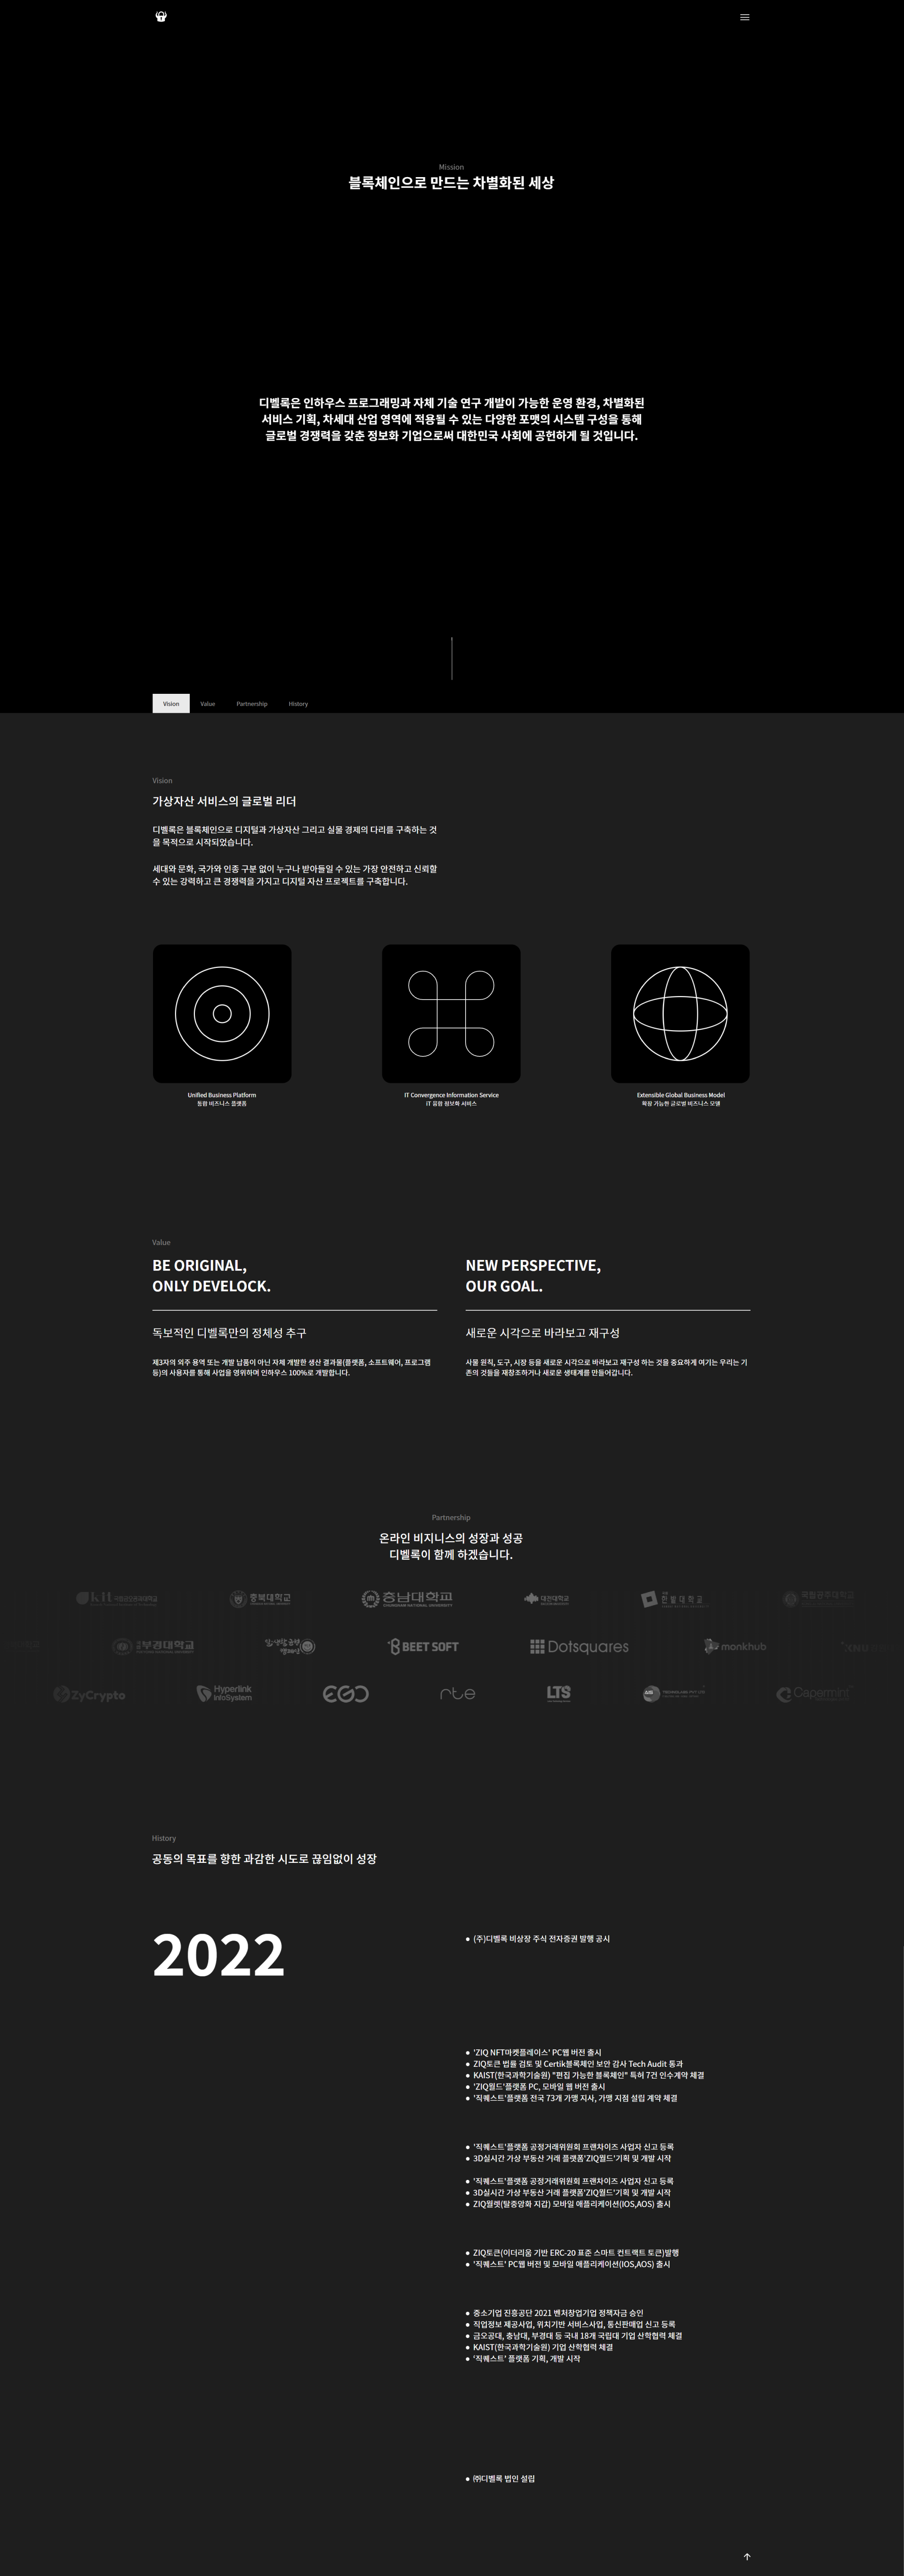 Mission
블록체인으로 만드는 차별화된 세상
디벨록은 인하우스 프로그래밍과 자체 기술 연구 개발이 가능한 운영 환경, 차별화된
서비스 기획, 차세대 산업 영역에 적용될 수 있는 다양한 포맷의 시스템 구성을 통해
글로벌 경쟁력을 갖춘 정보화 기업으로써 대한민국 사회에 공헌하게 될 것입니다.
Vision Value Partnership History
Vision
가상자산 서비스의 글로벌 리더
디벨록은 블록체인으로 디지털과 가상자산 그리고 실물 경제의 다리를 구축하는 것
을 목적으로 시작되었습니다.
세대와 문화, 국가와 인종 구분 없이 누구나 받아들일 수 있는 가장 안전하고 신뢰할
수 있는 강력하고 큰 경쟁력을 가지고 디지털 자산 프로젝트를 구축합니다.
Unified Business Platform
통합 비즈니스 플랫폼
IT Convergence Information Service
IT 융합 정보화 서비스
Extensible Global Business Model
확장 가능한 글로벌 비즈니스 모델
Value
BE ORIGINAL,
ONLY DEVELOCK.
독보적인 디벨록만의 정체성 추구
제3자의 외주 용역 또는 개발 납품이 아닌 자체 개발한 생산 결과물(플랫폼, 소프트웨어, 프로그램
등)의 사용자를 통해 사업을 영위하며 인하우스 100%로 개발합니다.
NEW PERSPECTIVE,
OUR GOAL.
새로운 시각으로 바라보고 재구성
사물 원칙, 도구, 시장 등을 새로운 시각으로 바라보고 재구성 하는 것을 중요하게 여기는 우리는 기
존의 것들을 재창조하거나 새로운 생태계를 만들어갑니다.
Partnership
온라인 비지니스의 성장과 성공
디벨록이 함께 하겠습니다.
kit 충북대학교 충남대학교 대전대학교 한밭대학교 국립공주대학교
부경대학교 BEET SOFT Dotsquares monkhub
ZyCrypto Hyperlink InfoSystem EGO rte LTS Capermint
History
공동의 목표를 향한 과감한 시도로 끊임없이 성장
2022
● (주)디벨록 비상장 주식 전자증권 발행 공시
● 'ZIQ NFT마켓플레이스' PC웹 버전 출시
● ZIQ토큰 법률 검토 및 Certik블록체인 보안 감사 Tech Audit 통과
● KAIST(한국과학기술원) "편집 가능한 블록체인" 특허 7건 인수계약 체결
● 'ZIQ월드'플랫폼 PC, 모바일 웹 버전 출시
● '직퀘스트'플랫폼 전국 73개 가맹 지사, 가맹 지점 설립 계약 체결
● '직퀘스트'플랫폼 공정거래위원회 프랜차이즈 사업자 신고 등록
● 3D실시간 가상 부동산 거래 플랫폼'ZIQ월드'기획 및 개발 시작
● '직퀘스트'플랫폼 공정거래위원회 프랜차이즈 사업자 신고 등록
● 3D실시간 가상 부동산 거래 플랫폼'ZIQ월드'기획 및 개발 시작
● ZIQ월렛(탈중앙화 지갑) 모바일 애플리케이션(IOS,AOS) 출시
● ZIQ토큰(이더리움 기반 ERC-20 표준 스마트 컨트랙트 토큰)발행
● '직퀘스트' PC웹 버전 및 모바일 애플리케이션(IOS,AOS) 출시
● 중소기업 진흥공단 2021 벤처창업기업 정책자금 승인
● 직업정보 제공사업, 위치기반 서비스사업, 통신판매업 신고 등록
● 금오공대, 충남대, 부경대 등 국내 18개 국립대 기업 산학협력 체결
● KAIST(한국과학기술원) 기업 산학협력 체결
● '직퀘스트' 플랫폼 기획, 개발 시작
● ㈜디벨록 법인 설립